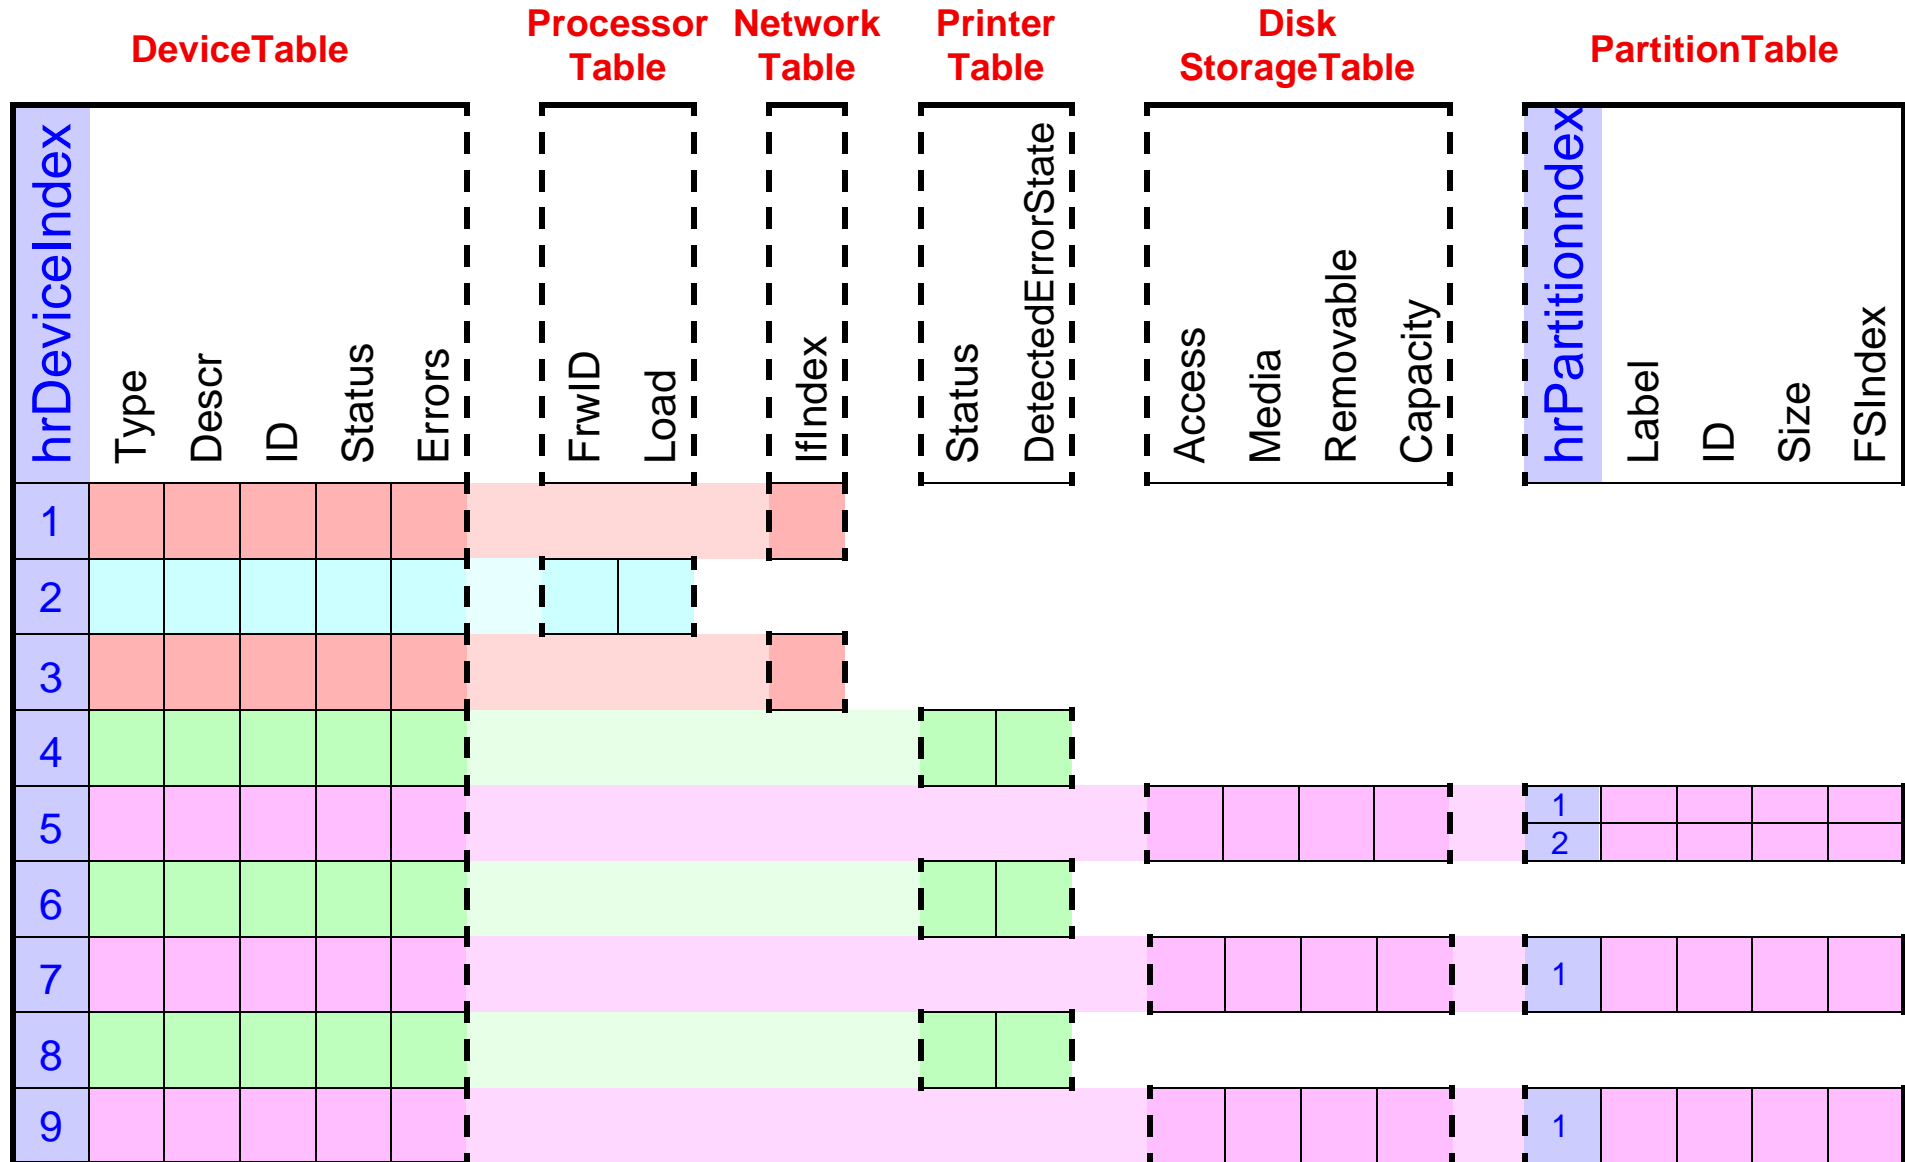 DeviceTable
Processor
Table
Network
Table
Printer
Table
Disk
StorageTable
PartitionTable
hrDeviceIndex
Type
Descr
ID
Status
Errors
FrwID
Load
IfIndex
Status
DetectedErrorState
Access
Media
Removable
Capacity
hrPartitionndex
Label
ID
Size
FSIndex
1
2
3
4
5
1
2
6
7
1
8
9
1